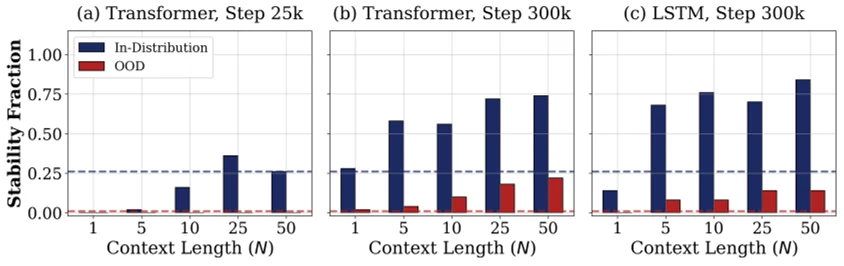 (a) Transformer, Step 25k
(b) Transformer, Step 300k
(c) LSTM, Step 300k
Stability Fraction
1.00
0.75
0.50
0.25
0.00
In-Distribution
OOD
1 5 10 25 50
1 5 10 25 50
1 5 10 25 50
Context Length (N)
Context Length (N)
Context Length (N)